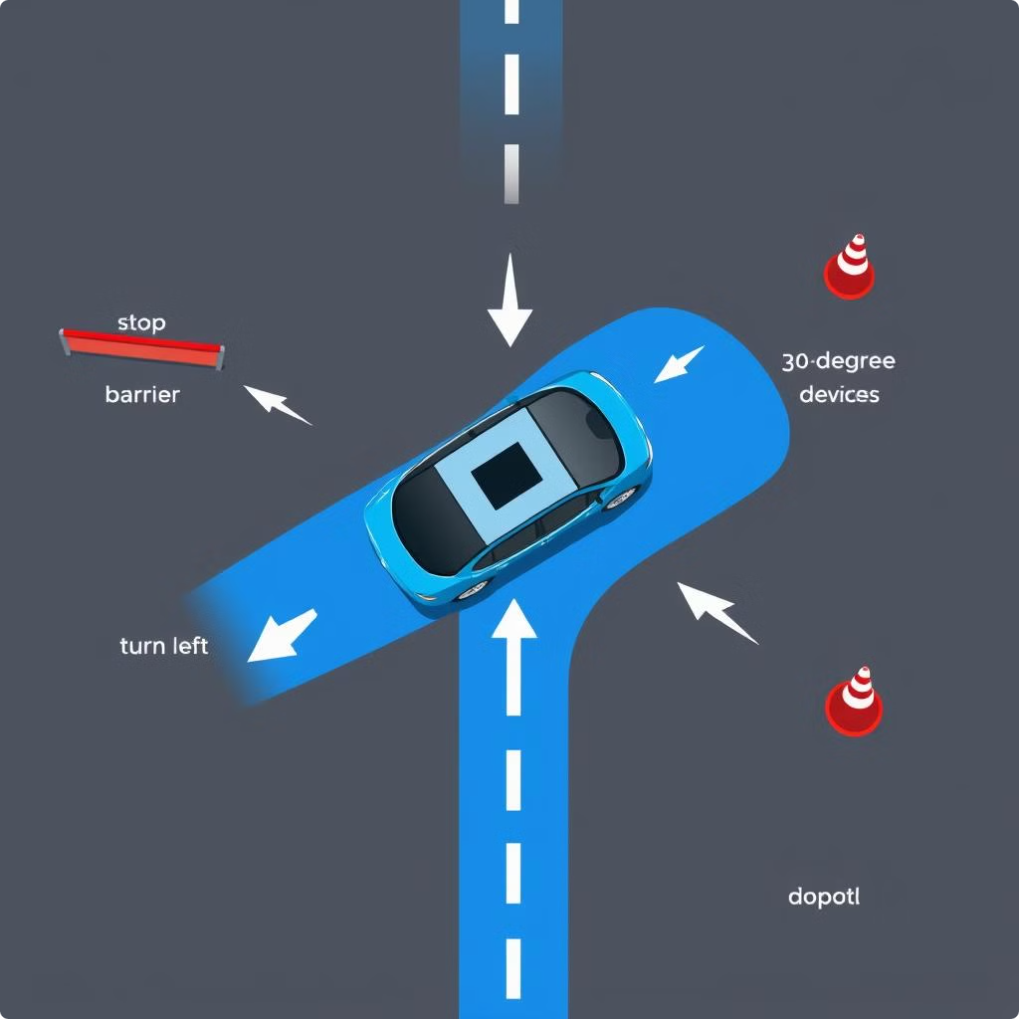 stop
barrier
30-degree
devices
turn left
dopotl